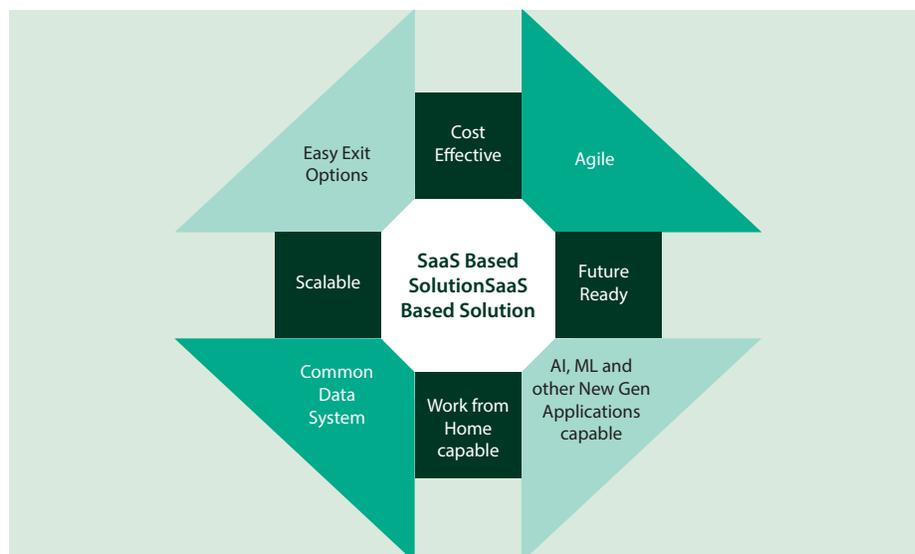 Cost
Effective
Easy Exit
Options
Agile
SaaS Based
SolutionSaaS
Based Solution
Scalable
Future
Ready
Common
Data
System
Work from
Home
capable
AI, ML and
other New Gen
Applications
capable